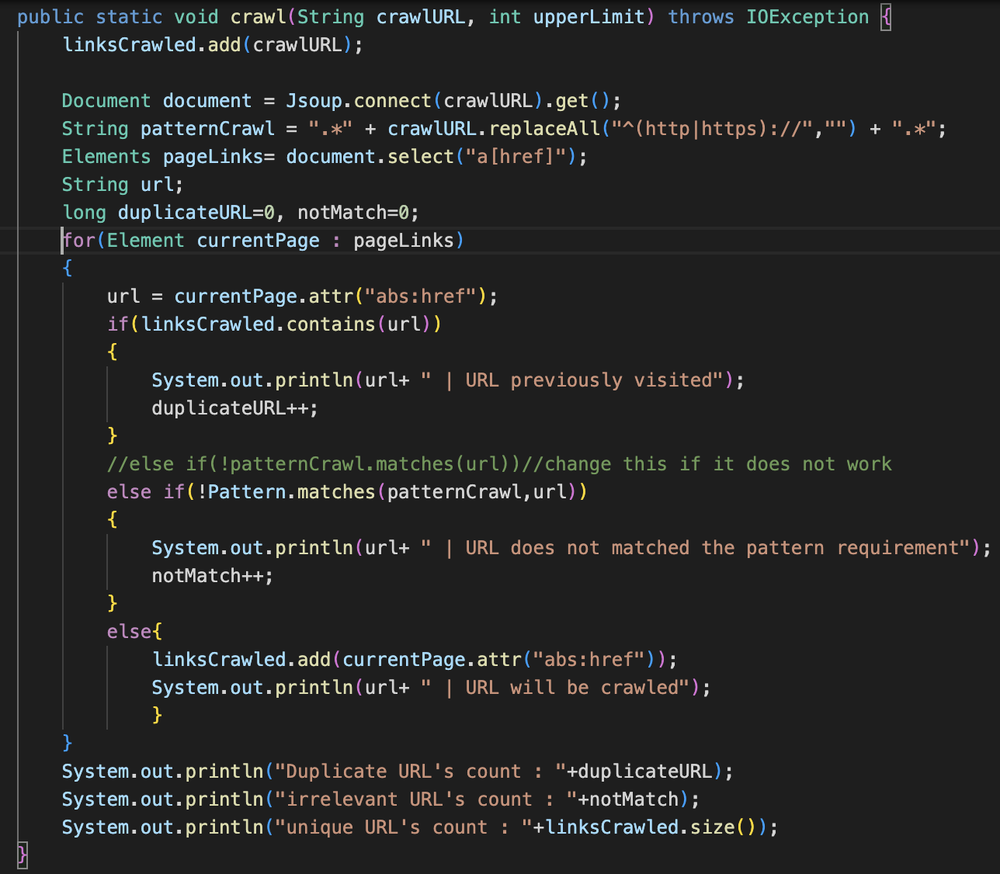 public static void crawl(String crawlURL, int upperLimit) throws IOException {
    linksCrawled.add(crawlURL);

    Document document = Jsoup.connect(crawlURL).get();
    String patternCrawl = ".*" + crawlURL.replaceAll("^(http|https)://","") + ".*";
    Elements pageLinks= document.select("a[href]");
    String url;
    long duplicateURL=0, notMatch=0;
    for(Element currentPage : pageLinks)
    {
        url = currentPage.attr("abs:href");
        if(linksCrawled.contains(url))
        {
            System.out.println(url+ " | URL previously visited");
            duplicateURL++;
        }
        //else if(!patternCrawl.matches(url))//change this if it does not work
        else if(!Pattern.matches(patternCrawl,url))
        {
            System.out.println(url+ " | URL does not matched the pattern requirement");
            notMatch++;
        }
        else{
            linksCrawled.add(currentPage.attr("abs:href"));
            System.out.println(url+ " | URL will be crawled");
            }
    }
    System.out.println("Duplicate URL's count : "+duplicateURL);
    System.out.println("irrelevant URL's count : "+notMatch);
    System.out.println("unique URL's count : "+linksCrawled.size());
}